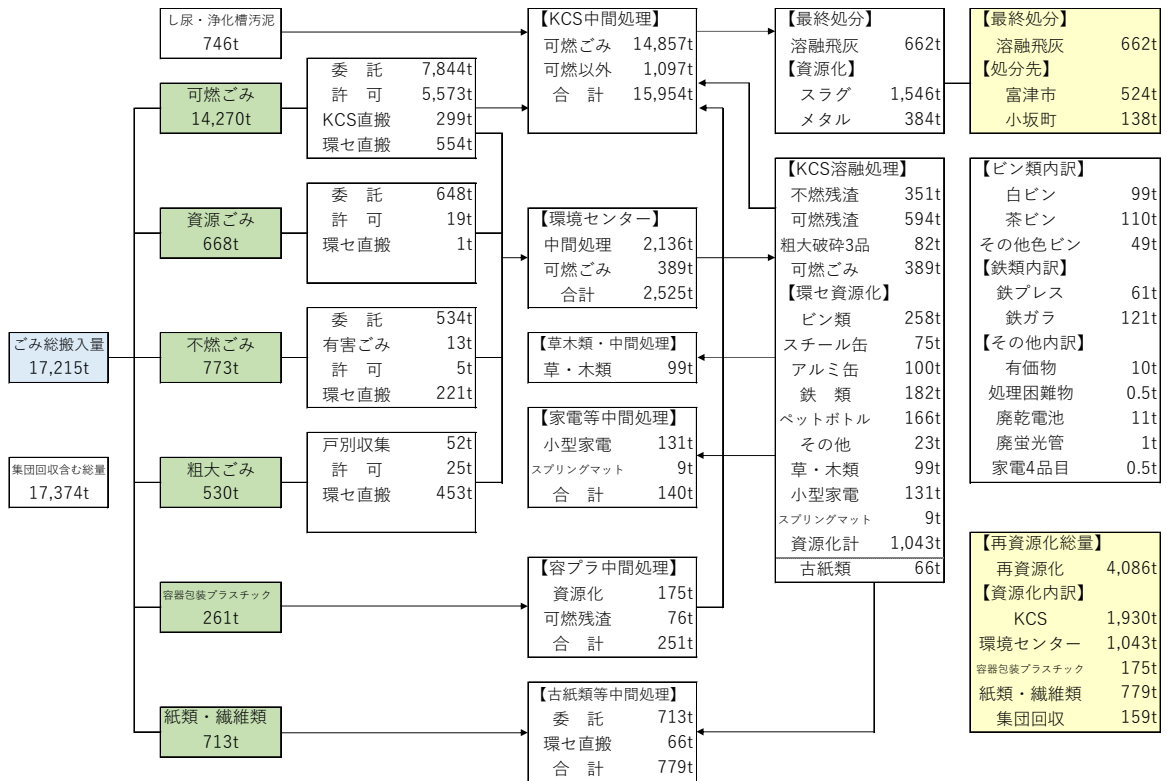 し尿・浄化槽汚泥
746t
可燃ごみ
14,270t
委　託 7,844t
許　可 5,573t
KCS直搬 299t
環セ直搬 554t
資源ごみ
668t
委　託 648t
許　可 19t
環セ直搬 1t
ごみ総搬入量
17,215t
不燃ごみ
773t
委　託 534t
有害ごみ 13t
許　可 5t
環セ直搬 221t
集団回収含む総量
17,374t
粗大ごみ
530t
戸別収集 52t
許　可 25t
環セ直搬 453t
容器包装プラスチック
261t
紙類・繊維類
713t
【KCS中間処理】
可燃ごみ 14,857t
可燃以外 1,097t
合　計 15,954t
【環境センター】
中間処理 2,136t
可燃ごみ 389t
合計 2,525t
【草木類・中間処理】
草・木類 99t
【家電等中間処理】
小型家電 131t
スプリングマット 9t
合　計 140t
【容プラ中間処理】
資源化 175t
可燃残渣 76t
合　計 251t
【古紙類等中間処理】
委　託 713t
環セ直搬 66t
合　計 779t
【最終処分】
溶融飛灰 662t
【資源化】
スラグ 1,546t
メタル 384t
【KCS溶融処理】
不燃残渣 351t
可燃残渣 594t
粗大破砕3品 82t
可燃ごみ 389t
【環セ資源化】
ビン類 258t
スチール缶 75t
アルミ缶 100t
鉄　類 182t
ペットボトル 166t
その他 23t
草・木類 99t
小型家電 131t
スプリングマット 9t
資源化計 1,043t
古紙類 66t
【最終処分】
溶融飛灰 662t
【処分先】
富津市 524t
小坂町 138t
【ビン類内訳】
白ビン 99t
茶ビン 110t
その他色ビン 49t
【鉄類内訳】
鉄プレス 61t
鉄ガラ 121t
【その他内訳】
有価物 10t
処理困難物 0.5t
廃乾電池 11t
廃蛍光管 1t
家電4品目 0.5t
【再資源化総量】
再資源化 4,086t
【資源化内訳】
KCS 1,930t
環境センター 1,043t
容器包装プラスチック 175t
紙類・繊維類 779t
集団回収 159t